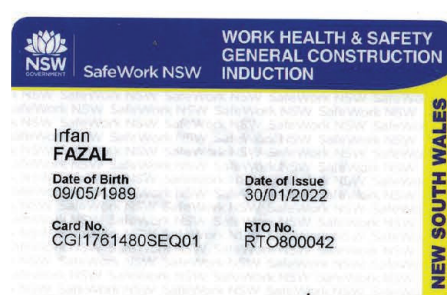 WORK HEALTH & SAFETY
GENERAL CONSTRUCTION
INDUCTION
NSW
GOVERNMENT
SafeWork NSW
Irfan
FAZAL
Date of Birth
09/05/1989
Date of Issue
30/01/2022
Card No.
CGI1761480SEQ01
RTO No.
RTO800042
NEW SOUTH WALES